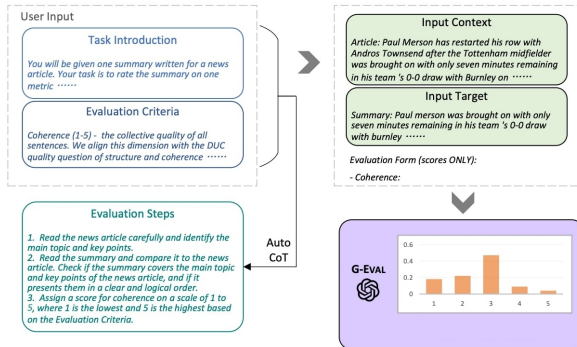 User Input
Task Introduction
You will be given one summary written for a news
article. Your task is to rate the summary on one
metric ······
Evaluation Criteria
Coherence (1-5) - the collective quality of all
sentences. We align this dimension with the DUC
quality question of structure and coherence ······
Evaluation Steps
1. Read the news article carefully and identify the
main topic and key points.
2. Read the summary and compare it to the news
article. Check if the summary covers the main topic
and key points of the news article, and if it
presents them in a clear and logical order.
3. Assign a score for coherence on a scale of 1 to
5, where 1 is the lowest and 5 is the highest based
on the Evaluation Criteria.
Auto
CoT
Input Context
Article: Paul Merson has restarted his row with
Andros Townsend after the Tottenham midfielder
was brought on with only seven minutes remaining
in his team 's 0-0 draw with Burnley on ······
Input Target
Summary: Paul merson was brought on with only
seven minutes remaining in his team 's 0-0 draw
with burnley ······
Evaluation Form (scores ONLY):
- Coherence:
G-EVAL
0.6
0.4
0.2
0
1 2 3 4 5